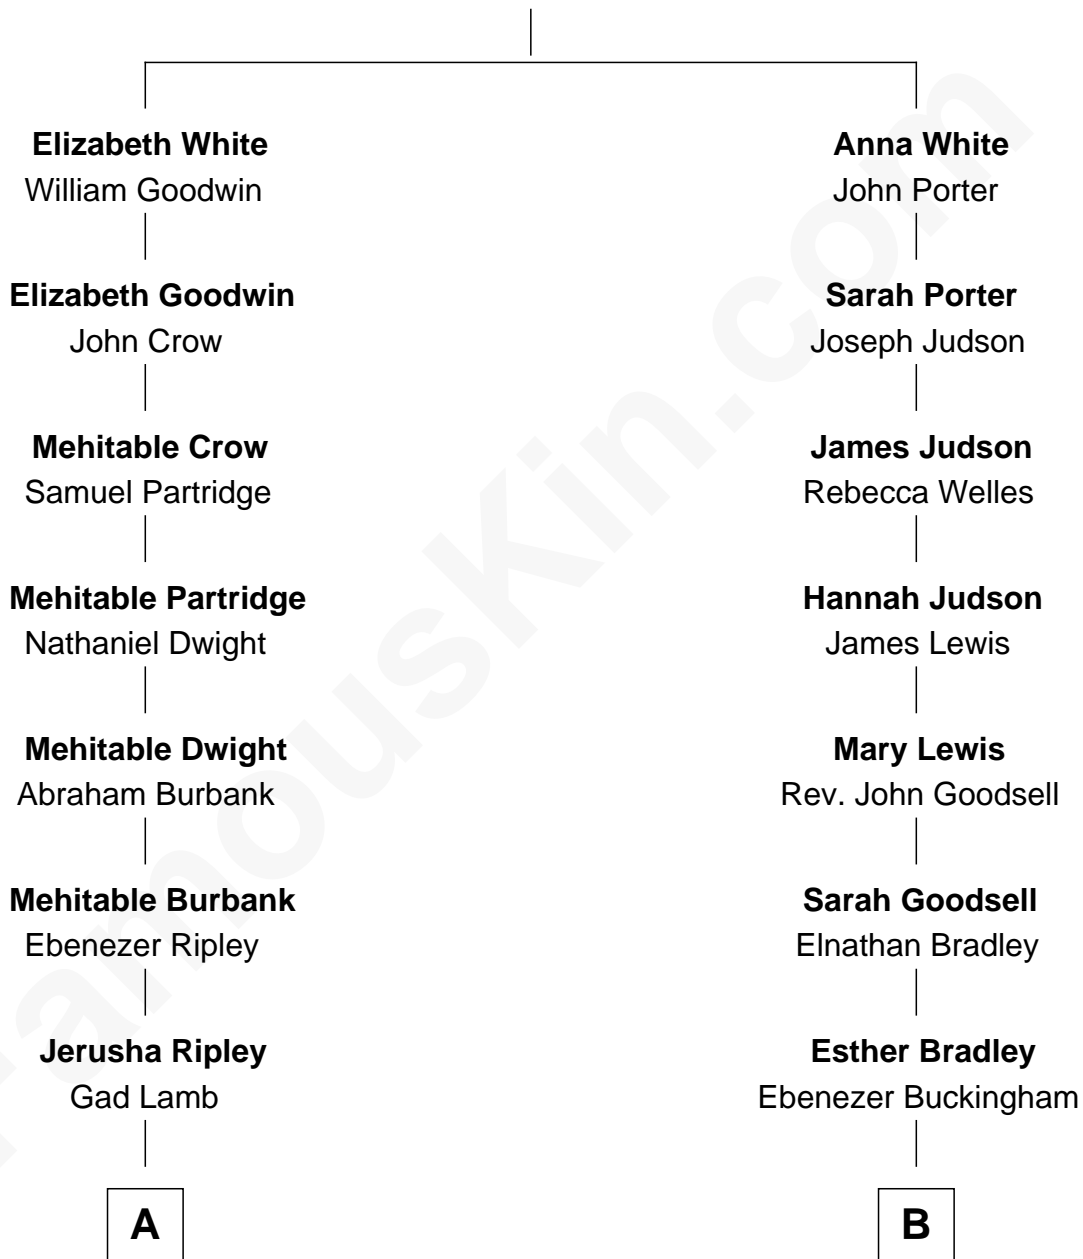 Elizabeth White
William Goodwin
Anna White
John Porter
Elizabeth Goodwin
John Crow
Sarah Porter
Joseph Judson
Mehitable Crow
Samuel Partridge
James Judson
Rebecca Welles
Mehitable Partridge
Nathaniel Dwight
Hannah Judson
James Lewis
Mehitable Dwight
Abraham Burbank
Mary Lewis
Rev. John Goodsell
Mehitable Burbank
Ebenezer Ripley
Sarah Goodsell
Elnathan Bradley
Jerusha Ripley
Gad Lamb
Esther Bradley
Ebenezer Buckingham
A
B
FamousKin.com